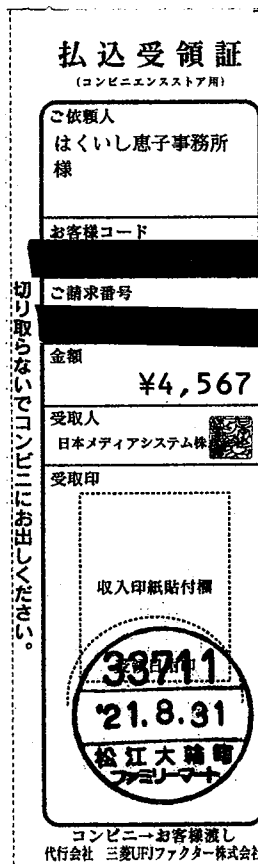 払込受領証
(コンビニエンスストア用)
ご依頼人
はくいし恵子事務所
様
お客様コード
ご請求番号
金額
¥4,567
受取人
日本メディアシステム株
受取印
収入印紙貼付欄
33711
'21.8.31
松江大輪町
ファミリーマート
コンビニ→お客様渡し
代行会社 三菱UFJファクター株式会社
切り取らないでコンビニにお出しください。